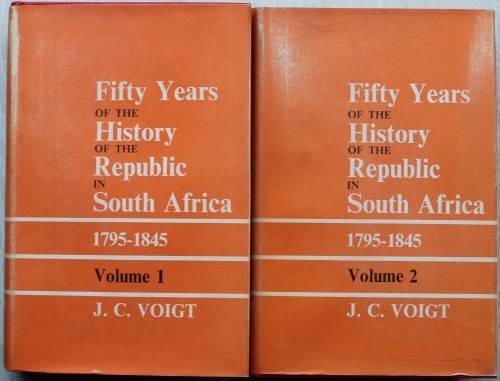 Fifty Years
OF THE
History
OF THE
Republic
IN
South Africa
1795-1845
Volume 1
J. C. VOIGT
Fifty Years
OF THE
History
OF THE
Republic
IN
South Africa
1795-1845
Volume 2
J. C. VOIGT